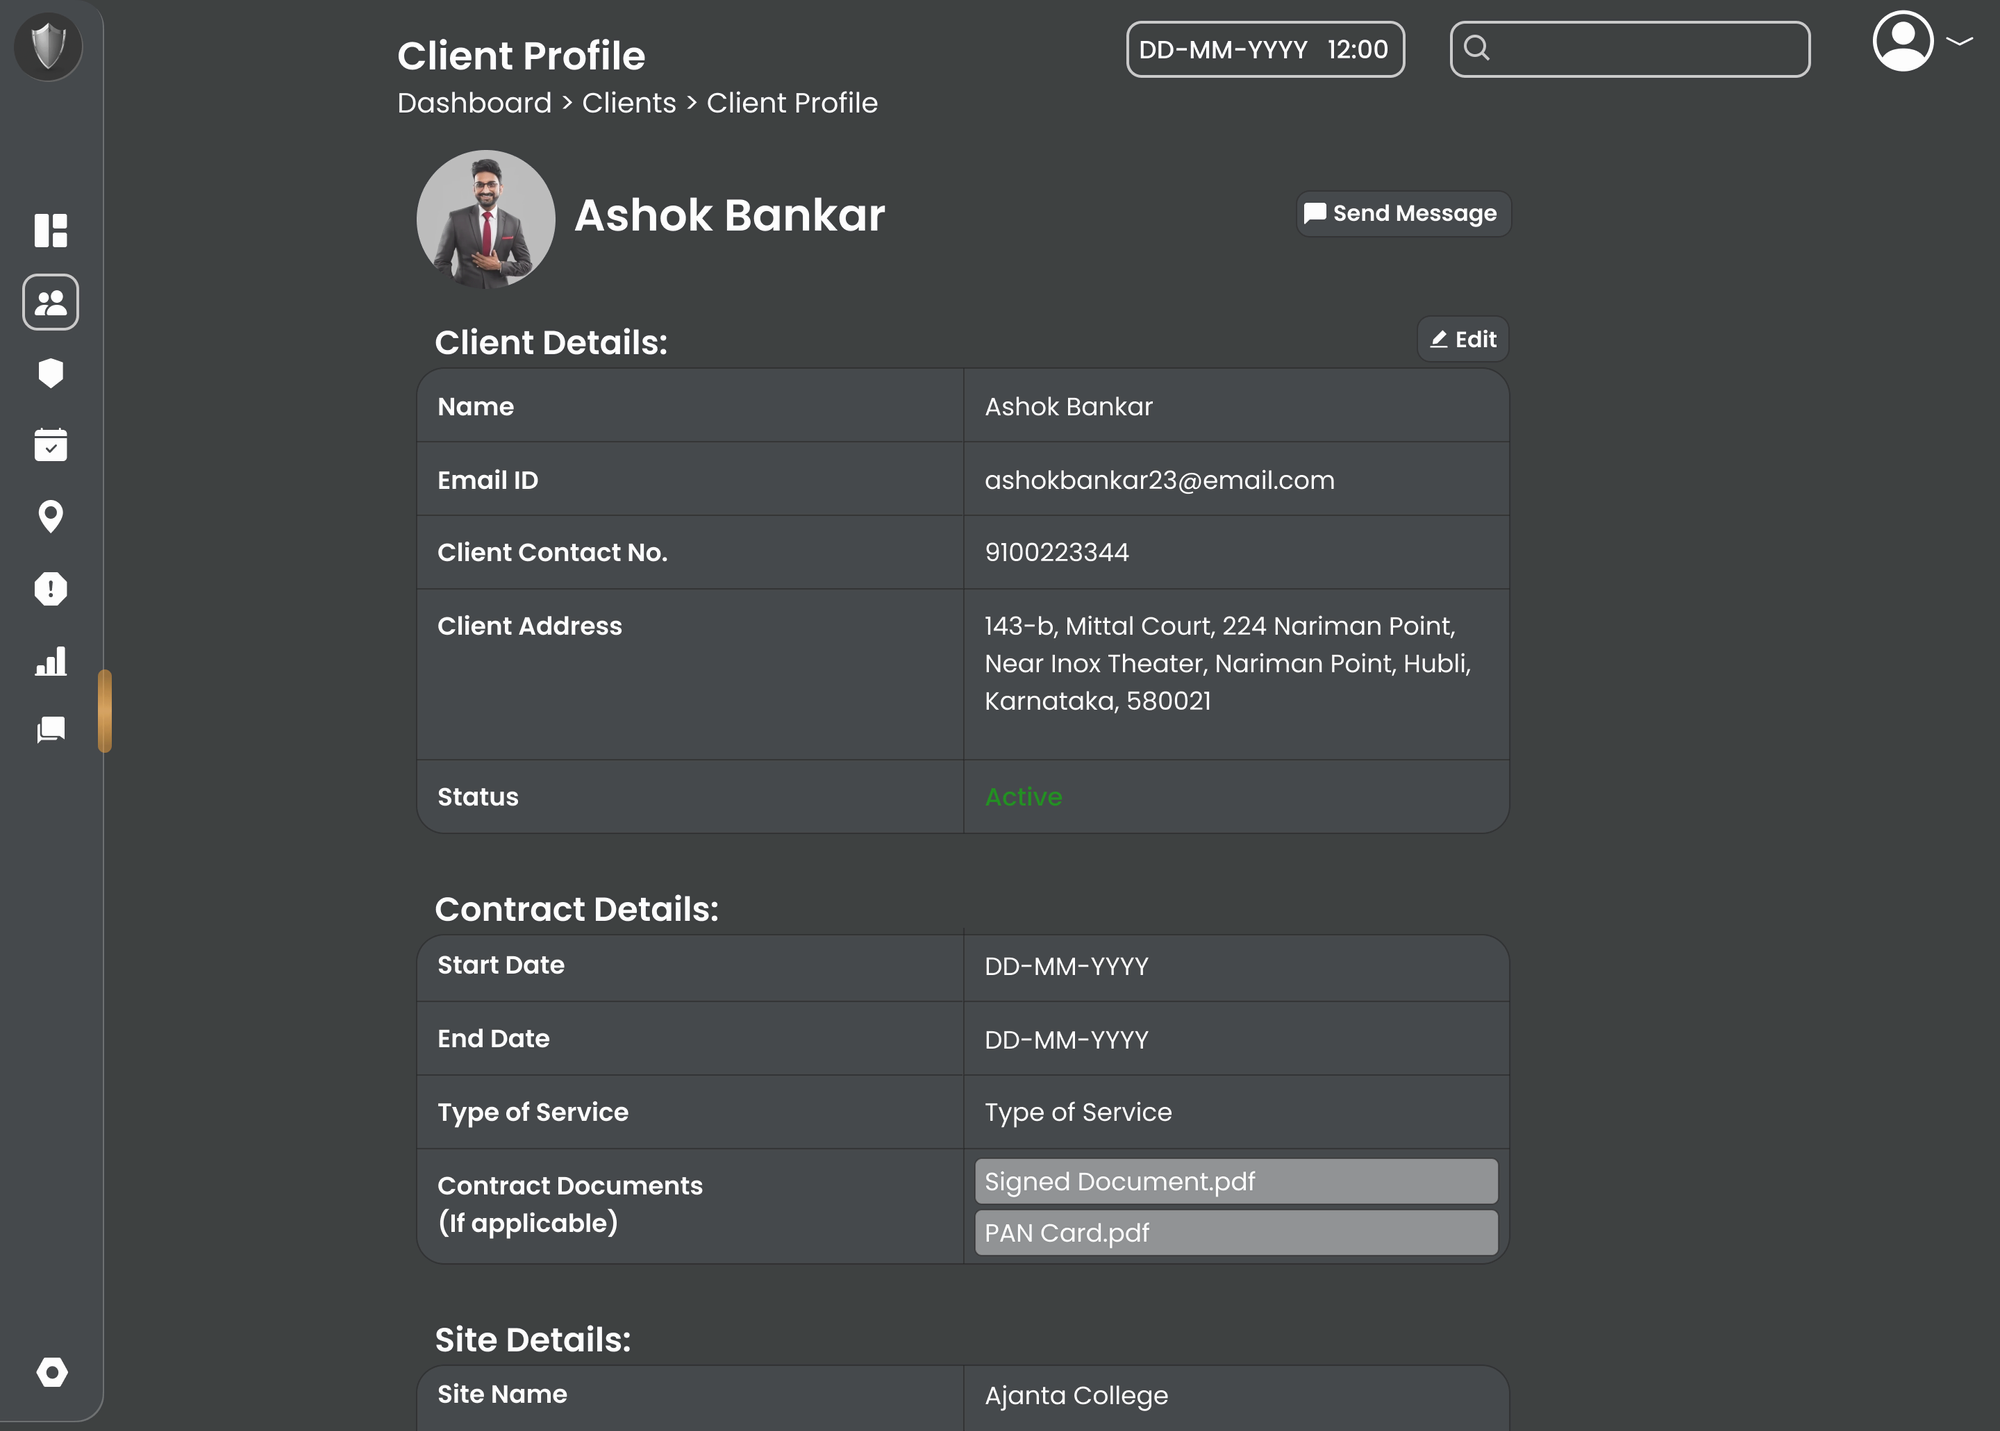 Client Profile
DD-MM-YYYY 12:00
Dashboard > Clients > Client Profile
Ashok Bankar
Send Message
Client Details:
Edit
Name
Ashok Bankar
Email ID
ashokbankar23@email.com
Client Contact No.
9100223344
Client Address
143-b, Mittal Court, 224 Nariman Point,
Near Inox Theater, Nariman Point, Hubli,
Karnataka, 580021
Status
Active
Contract Details:
Start Date
DD-MM-YYYY
End Date
DD-MM-YYYY
Type of Service
Type of Service
Contract Documents
(If applicable)
Signed Document.pdf
PAN Card.pdf
Site Details:
Site Name
Ajanta College